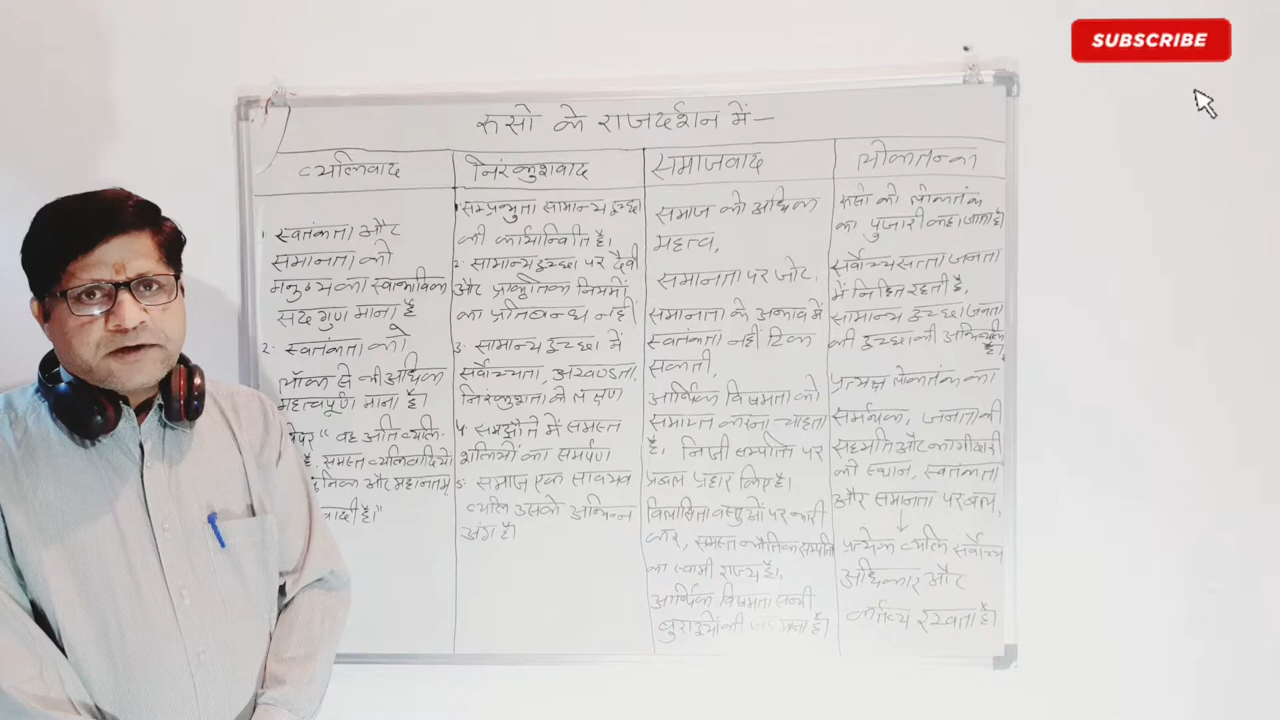 SUBSCRIBE
रूसो के राजदर्शन में—
व्यक्तिवाद
1. स्वतंत्रता और
समानता को
मनुष्य का स्वाभाविक
सद गुण माना है
2. स्वतंत्रता को
लॉक से भी अधिक
महत्वपूर्ण माना है।
" वह अति व्यक्ति-
है. समस्त व्यक्तिवादियों
और महानतम्
वादी है।"
निरंकुशवाद
1. सम्प्रभुता सामान्य इच्छा
की कार्यान्विति है।
2. सामान्य इच्छा पर दैवी
और प्राकृतिक नियमों
का प्रतिबन्ध नहीं
3. सामान्य इच्छा में
सर्वोच्चता, अखण्डता,
निरंकुशता के लक्षण
4. समझौते में समस्त
शक्तियों का समर्पण
5. समाज एक सावयव
व्यक्ति उसके अभिन्न
अंग है।
समाजवाद
समाज को अधिक
महत्व,
समानता पर जोर,
समानता के अभाव में
स्वतंत्रता नहीं टिक
सकती,
आर्थिक विषमता को
समाप्त करना चाहता
है। निजी सम्पत्ति पर
प्रबल प्रहार किए है।
विलासिता वस्तुओं पर भारी
कर, समस्त भौतिक सम्पत्ति
का स्वामी राज्य है।
आर्थिक विषमता सभी
बुराइयों की जड़ माना है।
लोकतन्त्र
रूसो को लोकतंत्र
का पुजारी कहा जाता है।
सर्वोच्च सत्ता जनता
में निहित रहती है,
सामान्य इच्छा जनता
की इच्छा की अभिव्यक्ति
है।
प्रत्यक्ष लोकतंत्र का
समर्थक, जनता की
सहमति और भागीदारी
को स्थान, स्वतंत्रता
और समानता पर बल,
प्रत्येक व्यक्ति सर्वोच्च
अधिकार और
कर्तव्य रखता है।